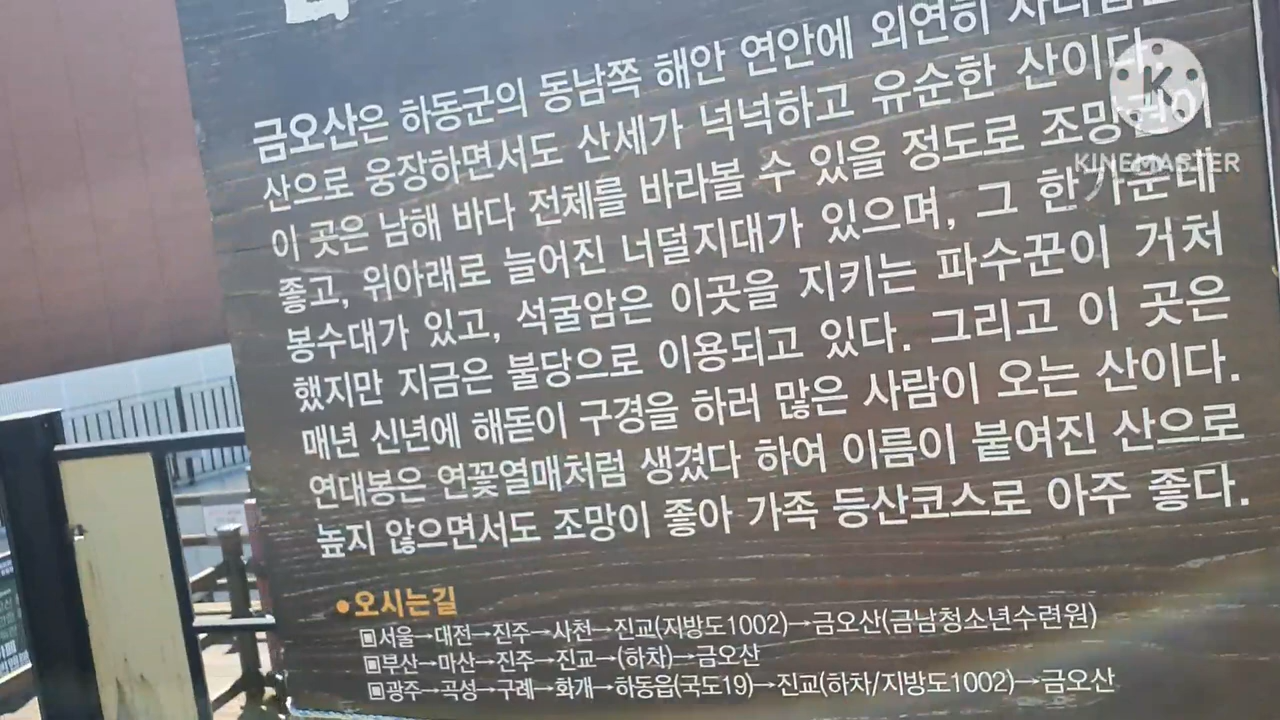 금오산은 하동군의 동남쪽 해안 연안에 외연히
산으로 웅장하면서도 산세가 넉넉하고 유순한 산이다.
이 곳은 남해 바다 전체를 바라볼 수 있을 정도로
좋고, 위아래로 늘어진 너덜지대가 있으며, 그 한가운데
봉수대가 있고, 석굴암은 이곳을 지키는 파수꾼이 거처
했지만 지금은 불당으로 이용되고 있다. 그리고 이 곳은
매년 신년에 해돋이 구경을 하러 많은 사람이 오는 산이다.
연대봉은 연꽃열매처럼 생겼다 하여 이름이 붙여진 산으로
높지 않으면서도 조망이 좋아 가족 등산코스로 아주 좋다.
•오시는길
▣서울→대전→진주→사천→진교(지방도1002)→금오산(금남청소년수련원)
▣부산→마산→진주→진교→(하차)→금오산
▣광주→곡성→구례→화개→하동읍(국도19)→진교(하차/지방도1002)→금오산
K
KINEMASTER